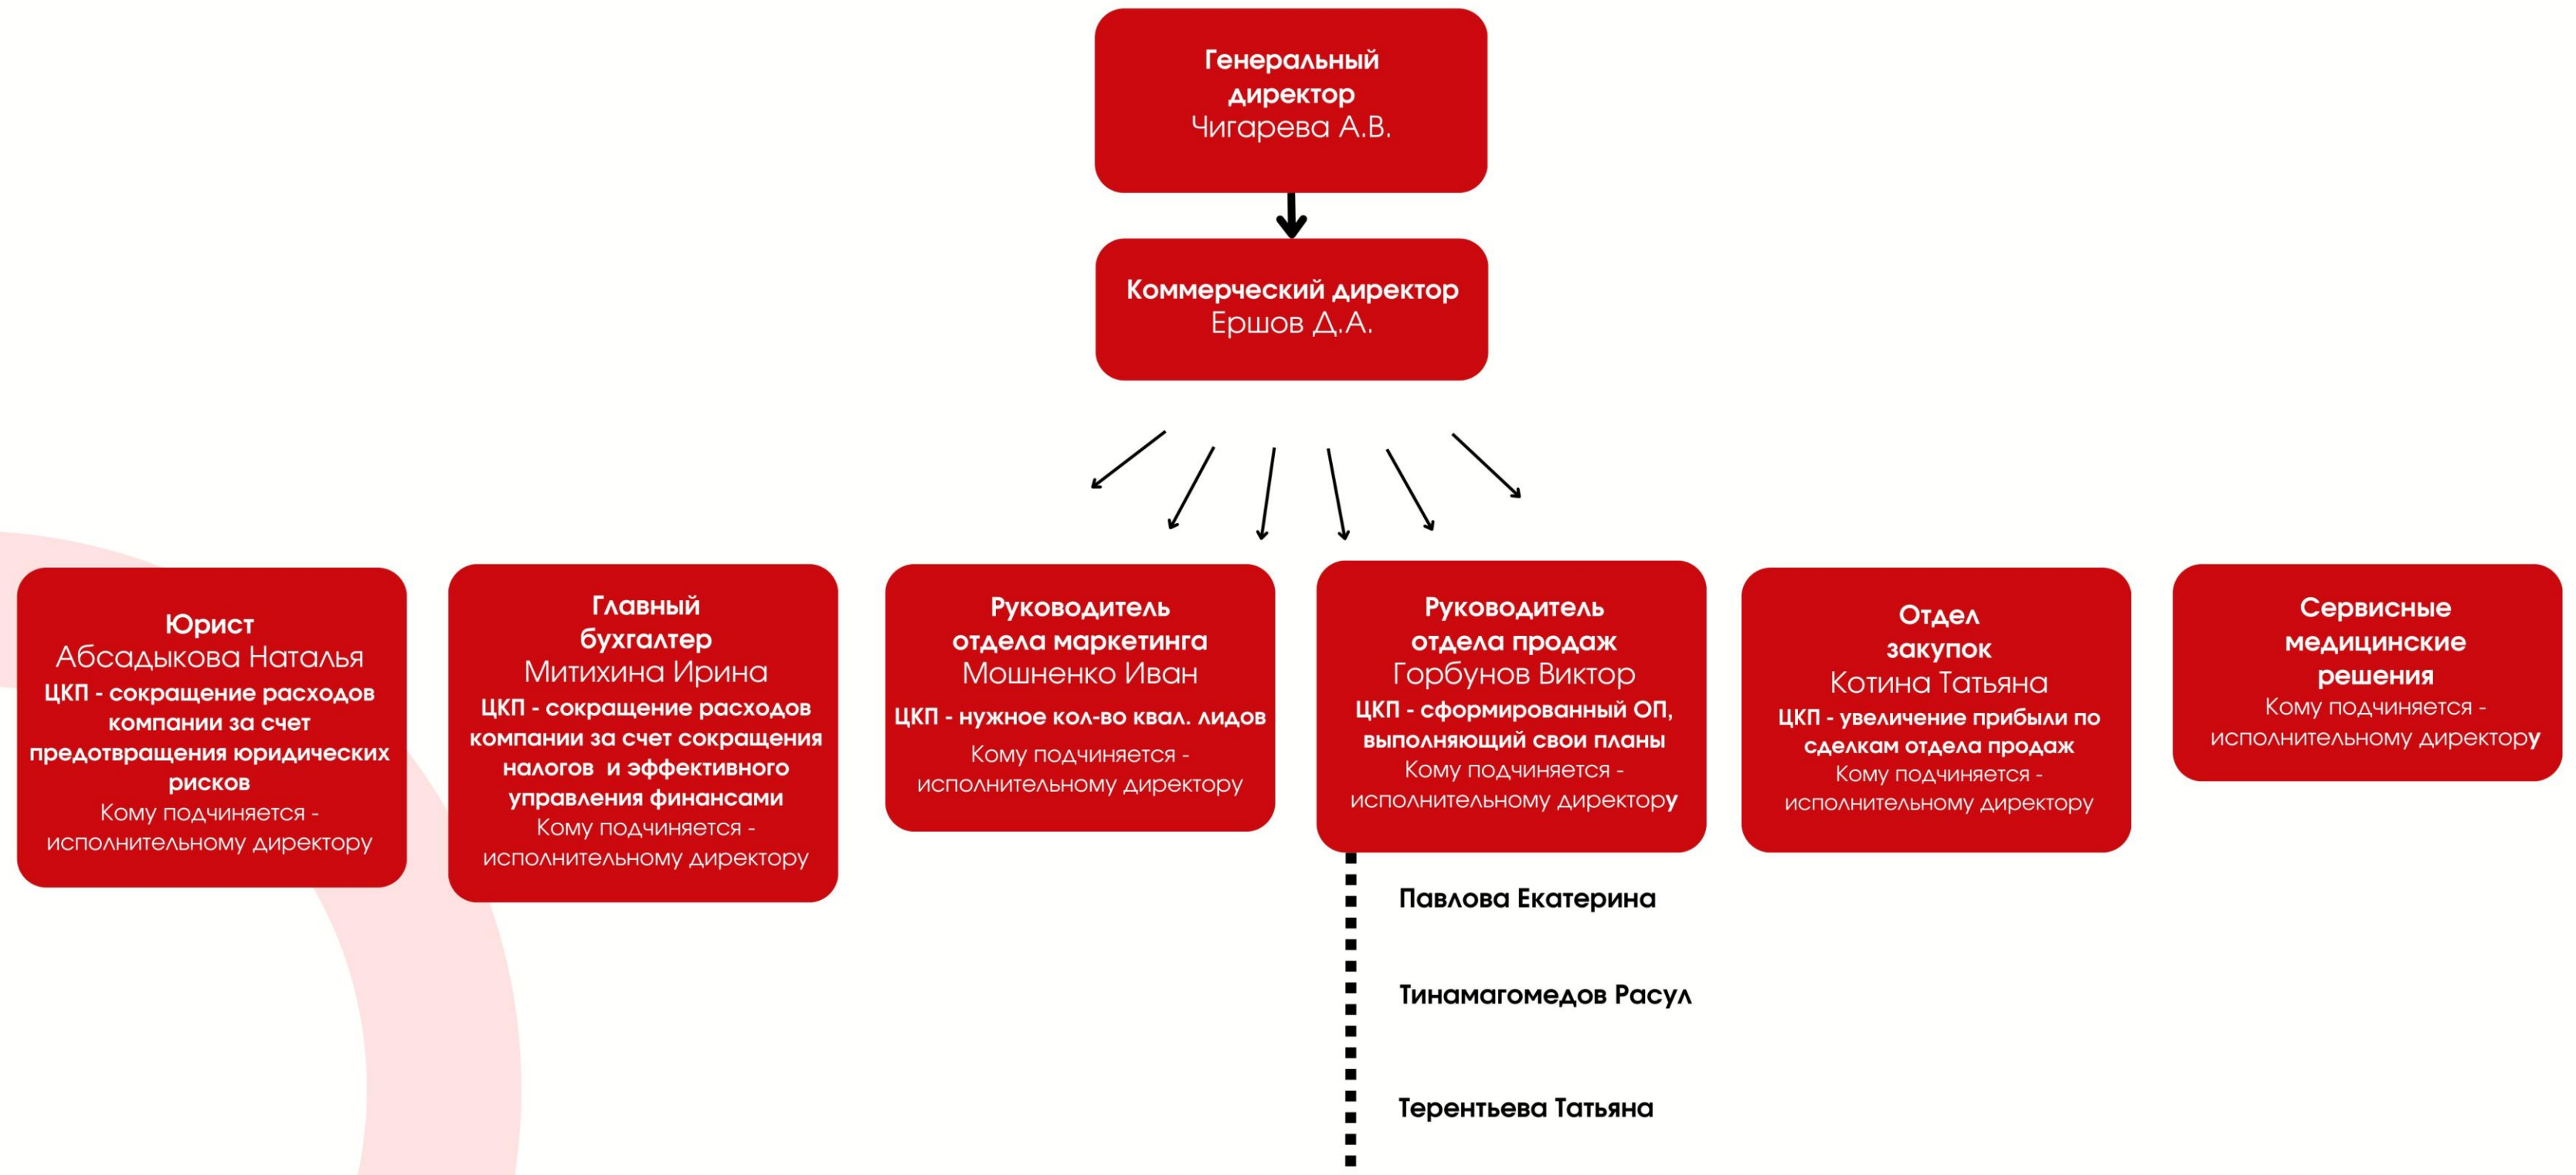 Генеральный
директор
Чигарева А.В.
Коммерческий директор
Ершов Д.А.
Юрист
Абсадыкова Наталья
ЦКП - сокращение расходов
компании за счет
предотвращения юридических
рисков
Кому подчиняется -
исполнительному директору
Главный
бухгалтер
Митихина Ирина
ЦКП - сокращение расходов
компании за счет сокращения
налогов и эффективного
управления финансами
Кому подчиняется -
исполнительному директору
Руководитель
отдела маркетинга
Мошненко Иван
ЦКП - нужное кол-во квал. лидов
Кому подчиняется -
исполнительному директору
Руководитель
отдела продаж
Горбунов Виктор
ЦКП - сформированный ОП,
выполняющий свои планы
Кому подчиняется -
исполнительному директору
Отдел
закупок
Котина Татьяна
ЦКП - увеличение прибыли по
сделкам отдела продаж
Кому подчиняется -
исполнительному директору
Сервисные
медицинские
решения
Кому подчиняется -
исполнительному директору
Павлова Екатерина
Тинамагомедов Расул
Терентьева Татьяна